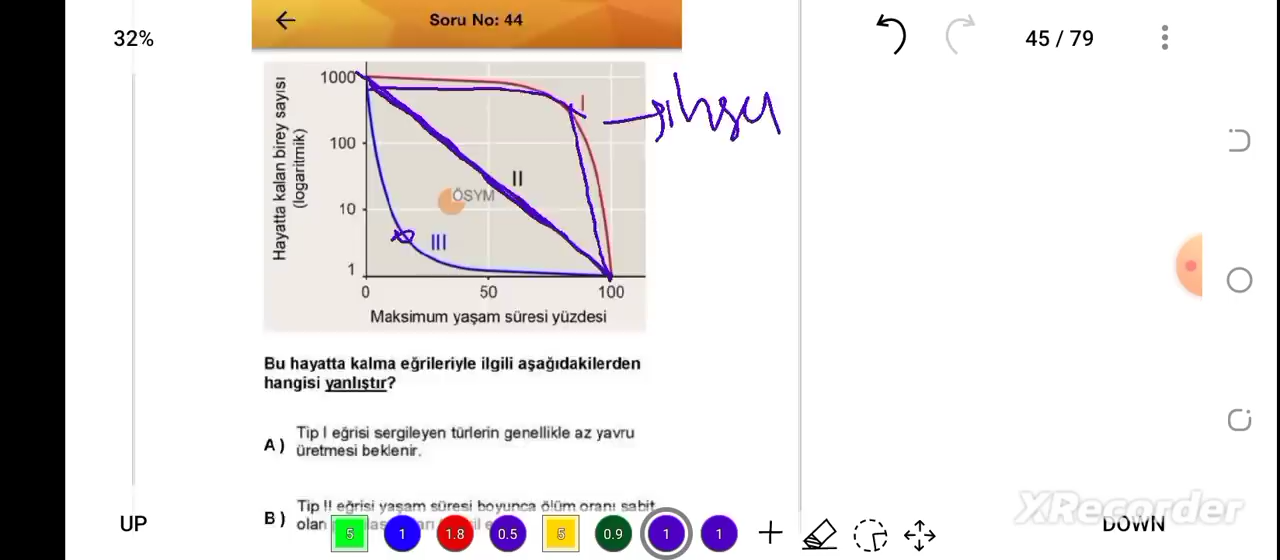 32%
Soru No: 44
45 / 79
Hayatta kalan birey sayısı
(logaritmik)
1000
100
10
1
I
II
III
ÖSYM
0
50
100
Maksimum yaşam süresi yüzdesi
Bu hayatta kalma eğrileriyle ilgili aşağıdakilerden
hangisi yanlıştır?
A) Tip I eğrisi sergileyen türlerin genellikle az yavru
üretmesi beklenir.
B) Tip II eğrisi yaşam süresi boyunca ölüm oranı sabit
olan
UP
5
1
1.8
0.5
5
0.9
1
1
XRecorder
DOWN